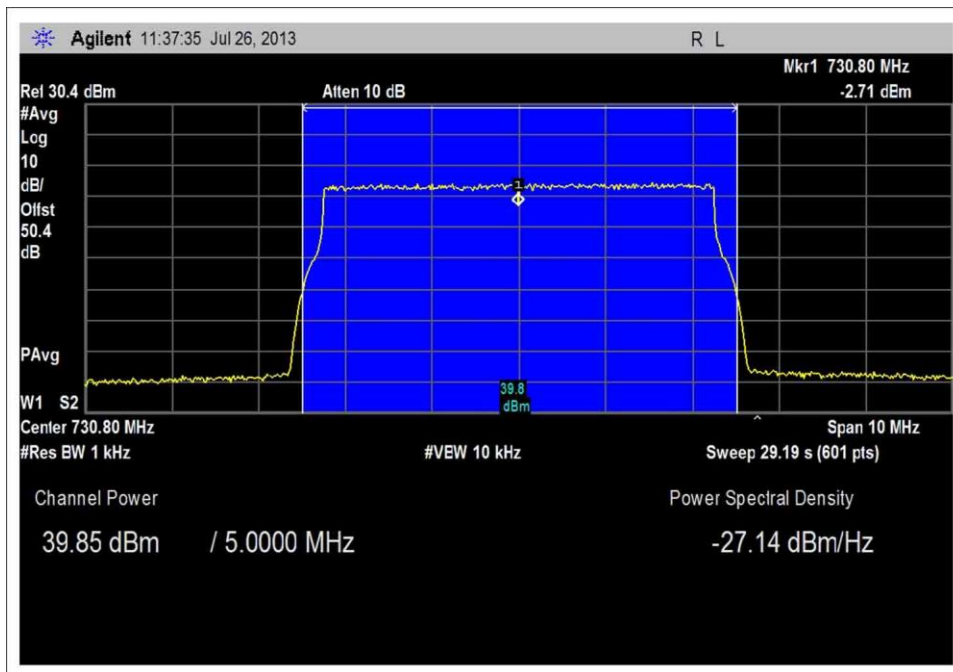 Agilent 11:37:35 Jul 26, 2013 R L
Mkr1 730.80 MHz
Ref 30.4 dBm Atten 10 dB -2.71 dBm
#Avg
Log
10
dB/
Offst
50.4
dB
1
PAvg
39.8
dBm
W1 S2
Center 730.80 MHz Span 10 MHz
#Res BW 1 kHz #VBW 10 kHz Sweep 29.19 s (601 pts)
Channel Power Power Spectral Density
39.85 dBm / 5.0000 MHz -27.14 dBm/Hz